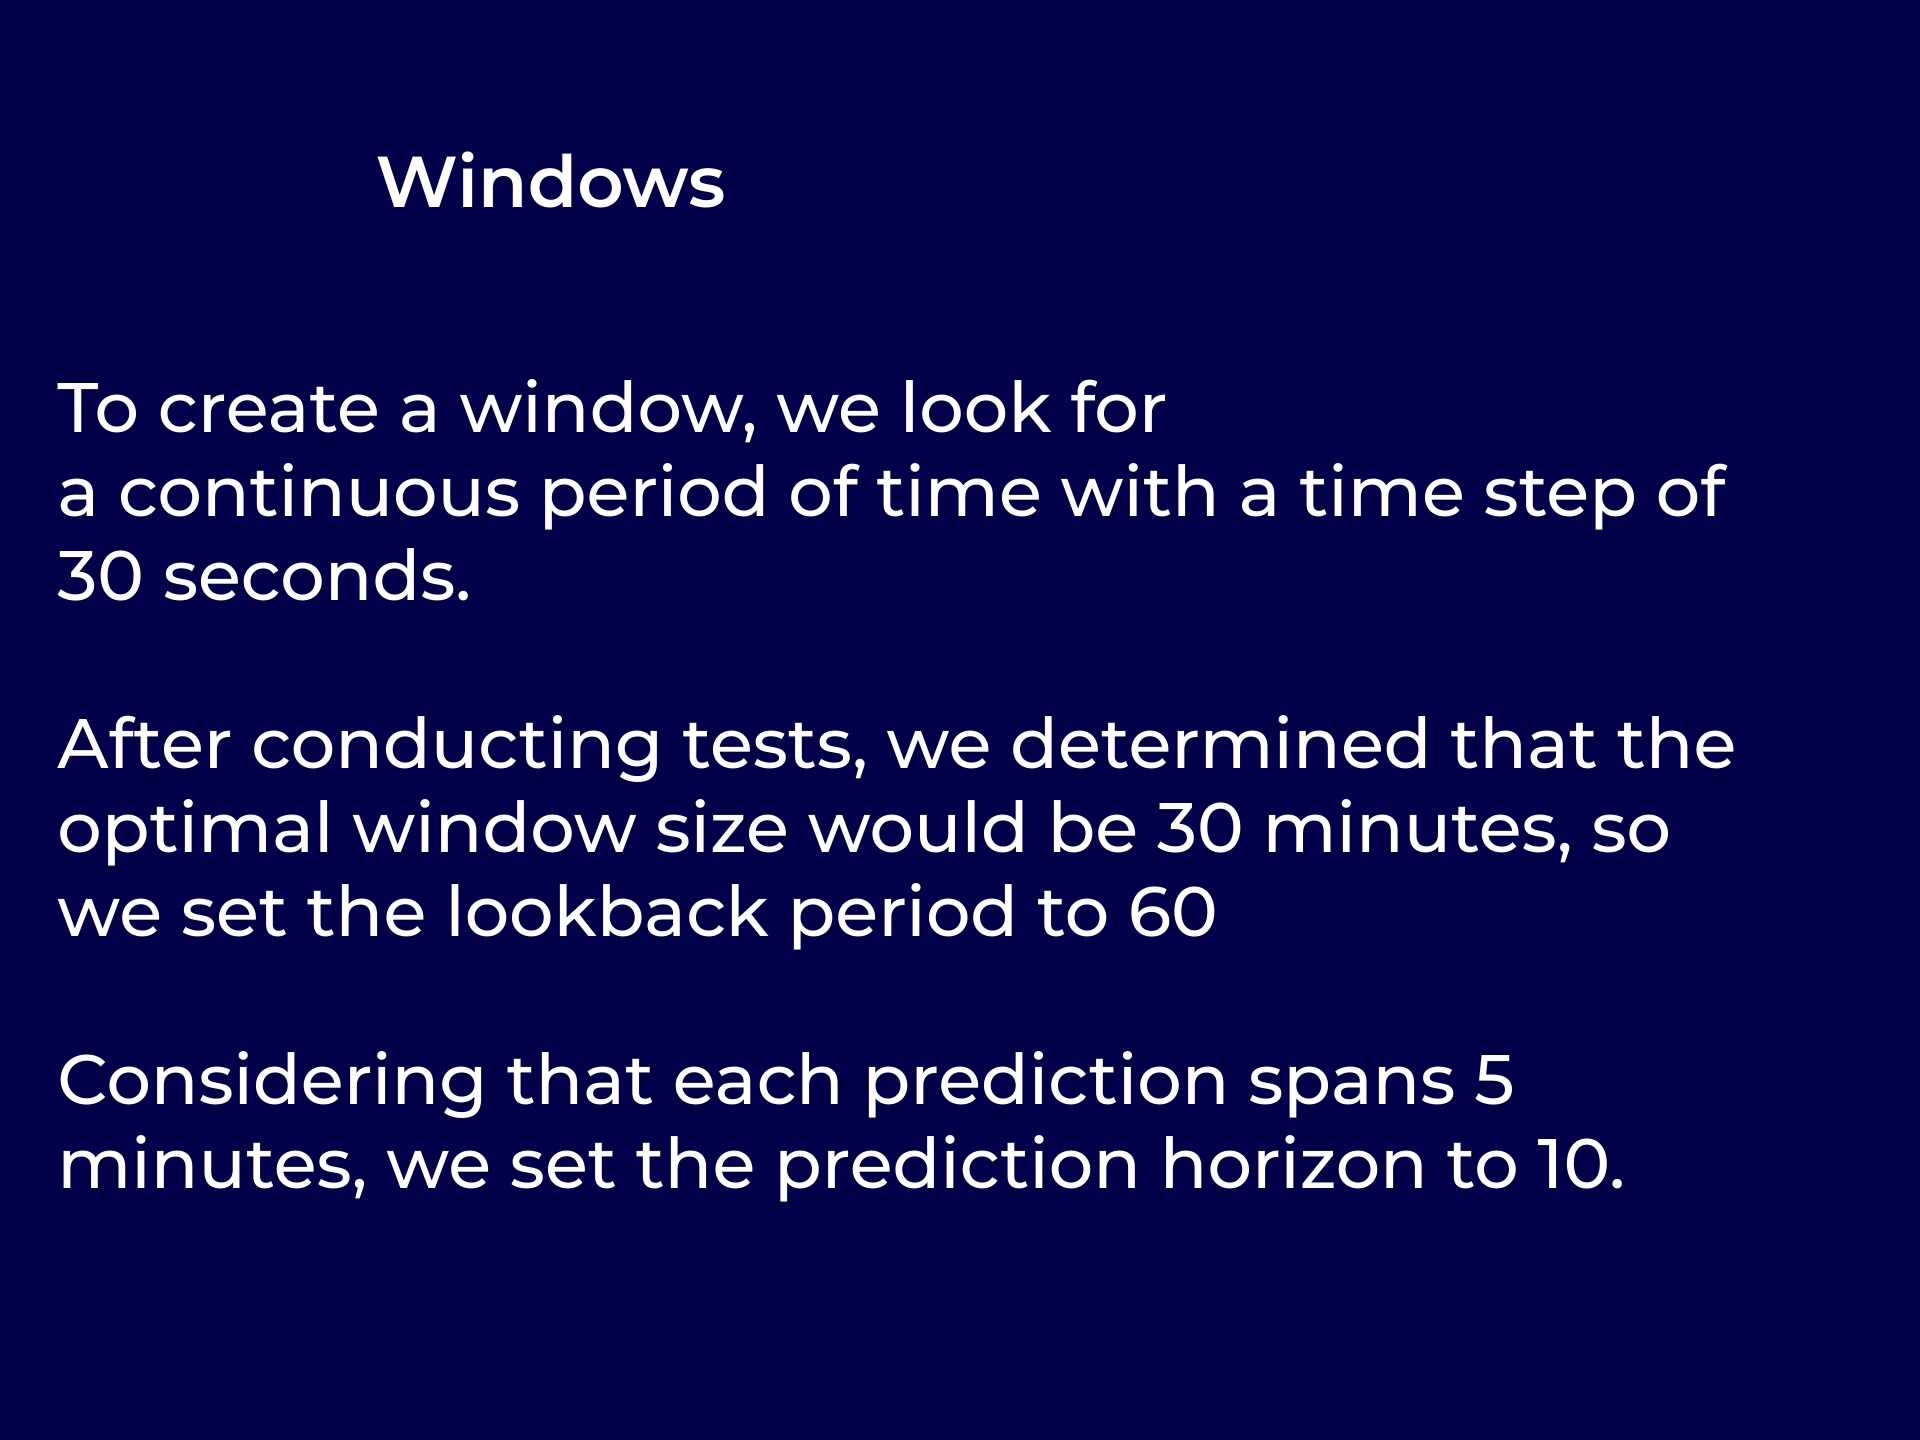 Windows
To create a window, we look for
a continuous period of time with a time step of
30 seconds.
After conducting tests, we determined that the
optimal window size would be 30 minutes, so
we set the lookback period to 60
Considering that each prediction spans 5
minutes, we set the prediction horizon to 10.